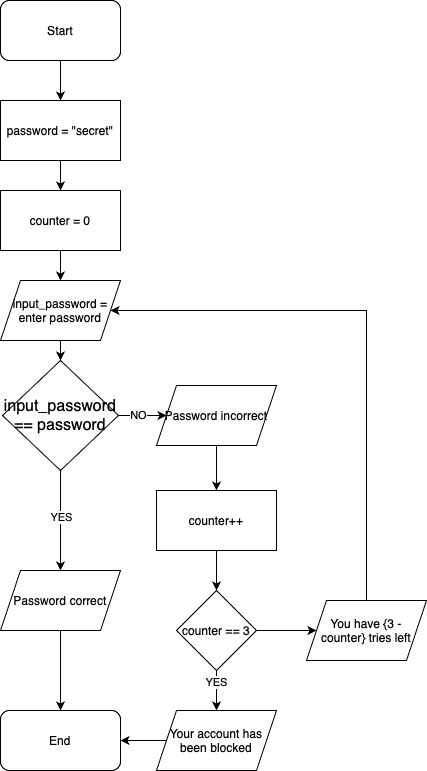 Start
password = "secret"
counter = 0
input_password =
enter password
input_password
== password
NO
Password incorrect
counter++
YES
Password correct
counter == 3
You have {3 -
counter} tries left
YES
End
Your account has
been blocked